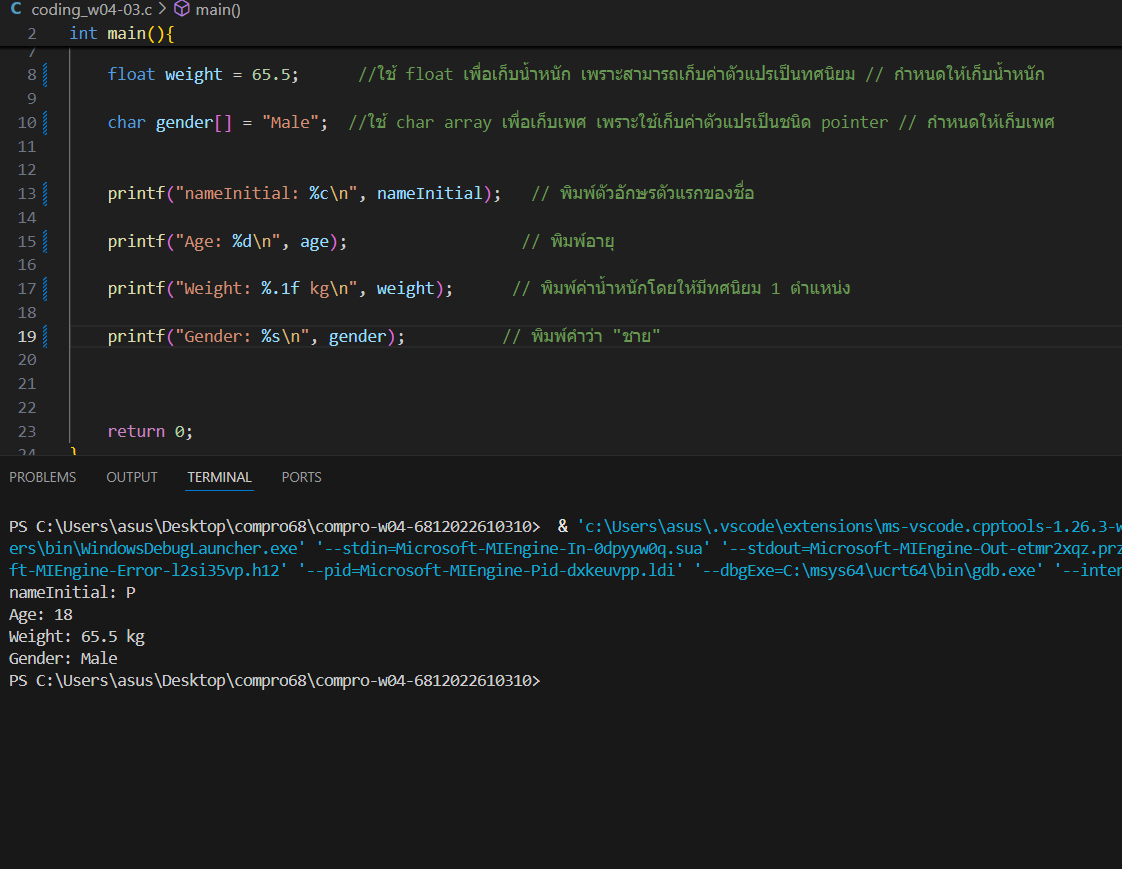 C coding_w04-03.c > main()
2 int main(){
7
8 float weight = 65.5; //ใช้ float เพื่อเก็บน้ำหนัก เพราะสามารถเก็บค่าตัวแปรเป็นทศนิยม // กำหนดให้เก็บน้ำหนัก
9
10 char gender[] = "Male"; //ใช้ char array เพื่อเก็บเพศ เพราะใช้เก็บค่าตัวแปรเป็นชนิด pointer // กำหนดให้เก็บเพศ
11
12
13 printf("nameInitial: %c\n", nameInitial); // พิมพ์ตัวอักษรตัวแรกของชื่อ
14
15 printf("Age: %d\n", age); // พิมพ์อายุ
16
17 printf("Weight: %.1f kg\n", weight); // พิมพ์ค่าน้ำหนักโดยให้มีทศนิยม 1 ตำแหน่ง
18
19 printf("Gender: %s\n", gender); // พิมพ์คำว่า "ชาย"
20
21
22
23 return 0;
24 }
PROBLEMS OUTPUT TERMINAL PORTS
PS C:\Users\asus\Desktop\compro68\compro-w04-6812022610310> & 'c:\Users\asus\.vscode\extensions\ms-vscode.cpptools-1.26.3-w
ers\bin\WindowsDebugLauncher.exe' '--stdin=Microsoft-MIEngine-In-0dpyyw0q.sua' '--stdout=Microsoft-MIEngine-Out-etmr2xqz.prz
ft-MIEngine-Error-l2si35vp.h12' '--pid=Microsoft-MIEngine-Pid-dxkeuvpp.ldi' '--dbgExe=C:\msys64\ucrt64\bin\gdb.exe' '--inter
nameInitial: P
Age: 18
Weight: 65.5 kg
Gender: Male
PS C:\Users\asus\Desktop\compro68\compro-w04-6812022610310>